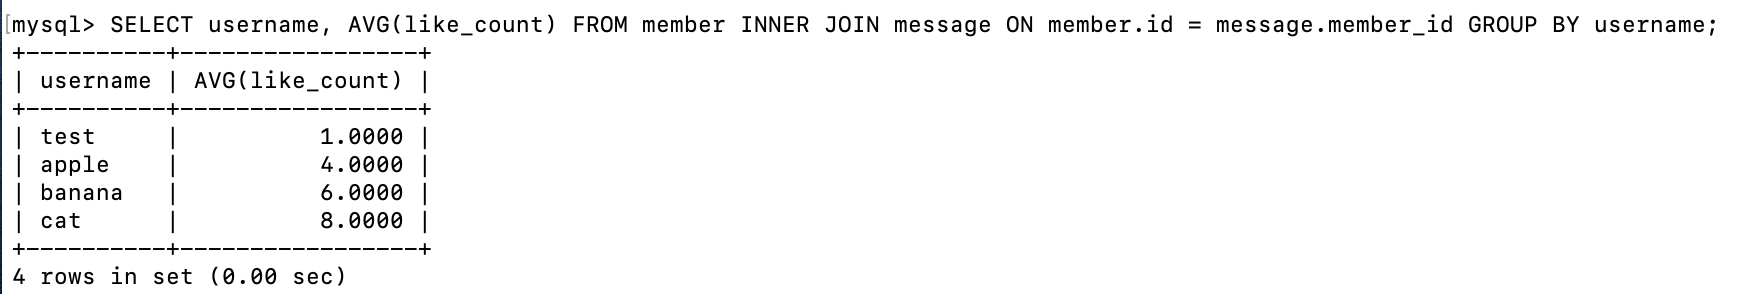 [mysql> SELECT username, AVG(like_count) FROM member INNER JOIN message ON member.id = message.member_id GROUP BY username;
+----------+-----------------+
| username | AVG(like_count) |
+----------+-----------------+
| test     |          1.0000 |
| apple    |          4.0000 |
| banana   |          6.0000 |
| cat      |          8.0000 |
+----------+-----------------+
4 rows in set (0.00 sec)